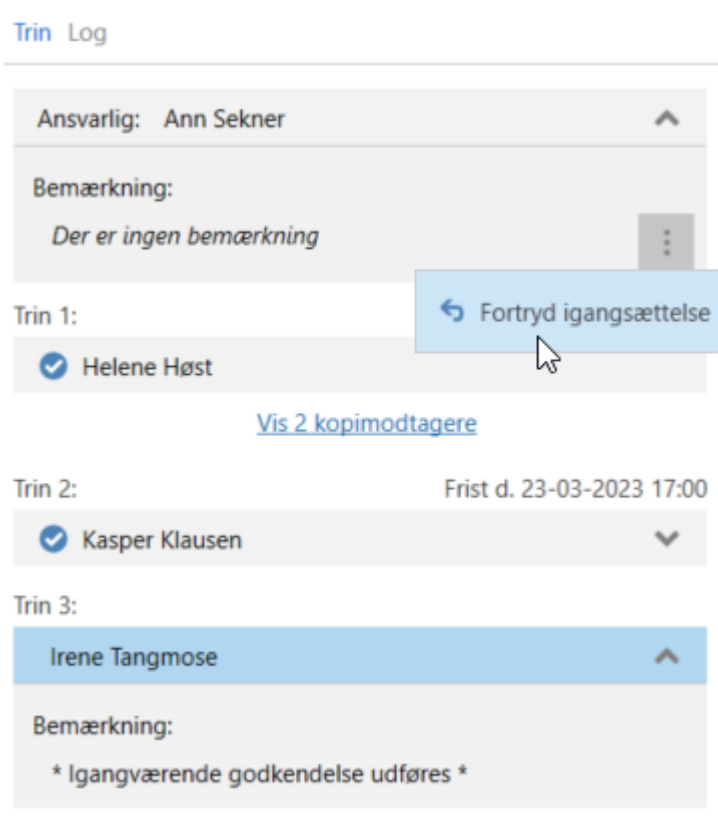 Trin Log
Ansvarlig: Ann Sekner
Bemærkning:
Der er ingen bemærkning
Fortryd igangsættelse
Trin 1:
Helene Høst
Vis 2 kopimodtagere
Trin 2: Frist d. 23-03-2023 17:00
Kasper Klausen
Trin 3:
Irene Tangmose
Bemærkning:
* Igangværende godkendelse udføres *